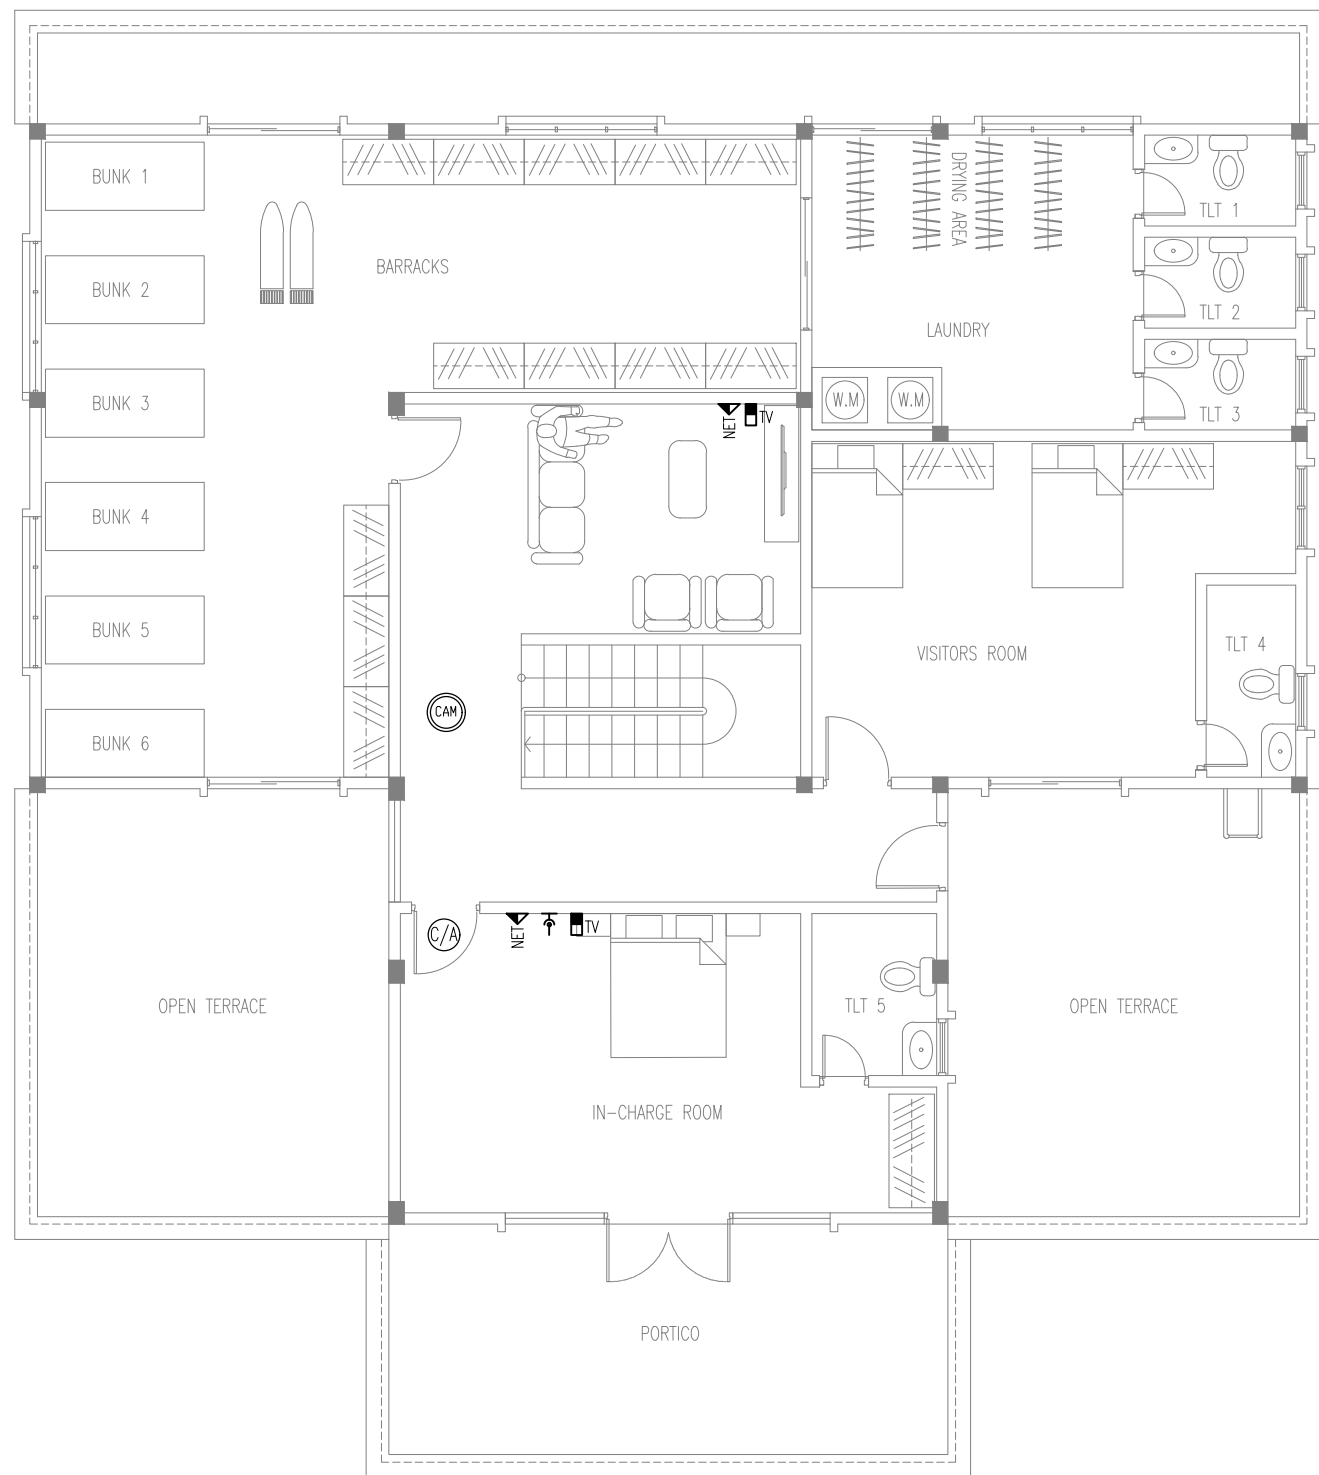 BUNK 1
BUNK 2
BUNK 3
BUNK 4
BUNK 5
BUNK 6
BARRACKS
DRYING AREA
LAUNDRY
W.M
W.M
TLT 1
TLT 2
TLT 3
NET
TV
VISITORS ROOM
TLT 4
CAM
C/A
NET
TV
OPEN TERRACE
TLT 5
OPEN TERRACE
IN-CHARGE ROOM
PORTICO